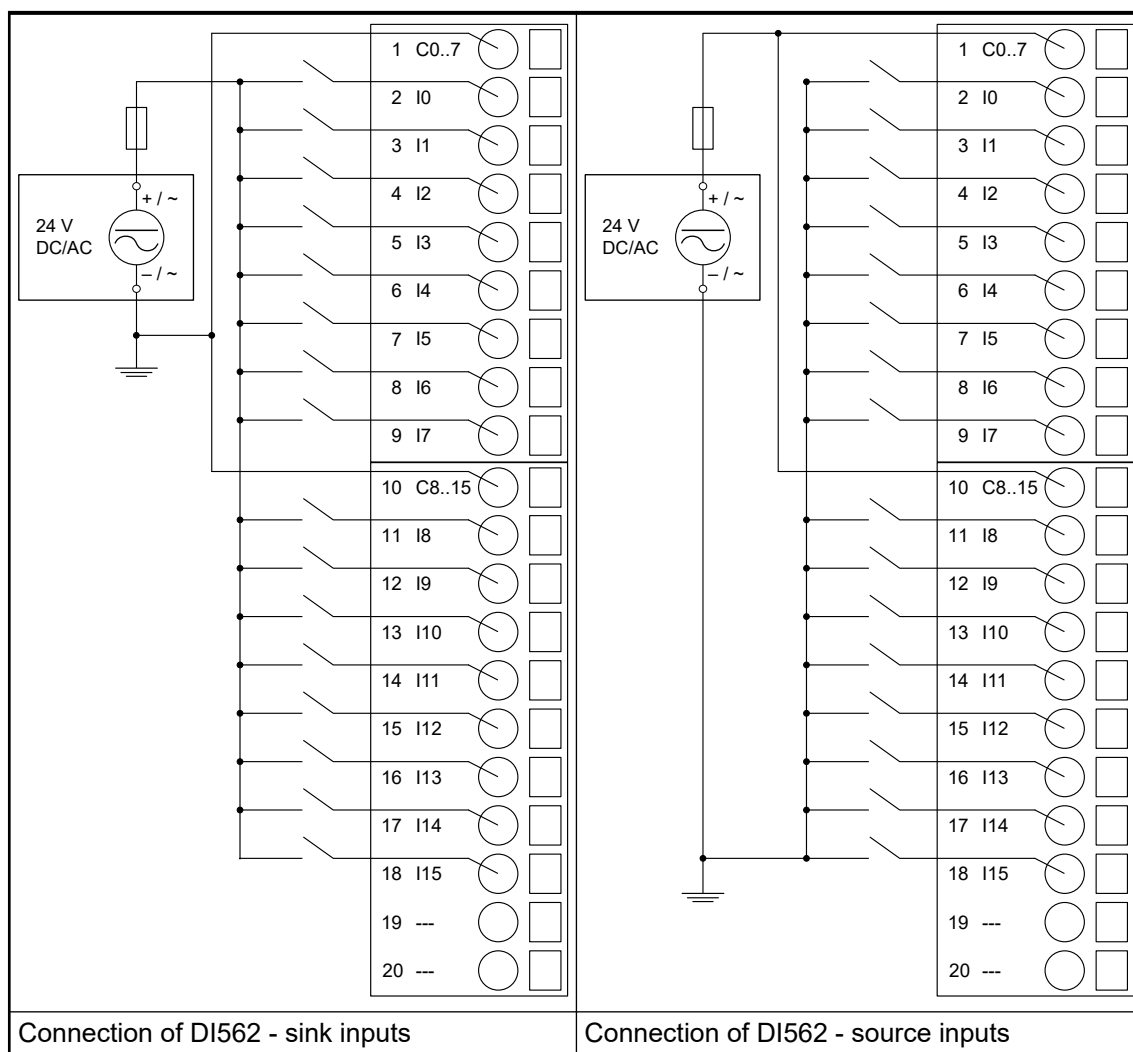 1 C0..7
2 I0
3 I1
4 I2
5 I3
6 I4
7 I5
8 I6
9 I7
10 C8..15
11 I8
12 I9
13 I10
14 I11
15 I12
16 I13
17 I14
18 I15
19 ---
20 ---
+ / ~
24 V
DC/AC
– / ~
Connection of DI562 - sink inputs
1 C0..7
2 I0
3 I1
4 I2
5 I3
6 I4
7 I5
8 I6
9 I7
10 C8..15
11 I8
12 I9
13 I10
14 I11
15 I12
16 I13
17 I14
18 I15
19 ---
20 ---
+ / ~
24 V
DC/AC
– / ~
Connection of DI562 - source inputs